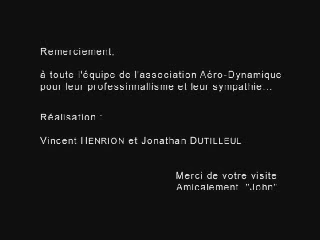 Remerciement,
à toute l'équipe de l'association Aéro-Dynamique
pour leur professinnallisme et leur sympathie...
Réalisation :
Vincent HENRION et Jonathan DUTILLEUL
Merci de votre visite
Amicalement "John"